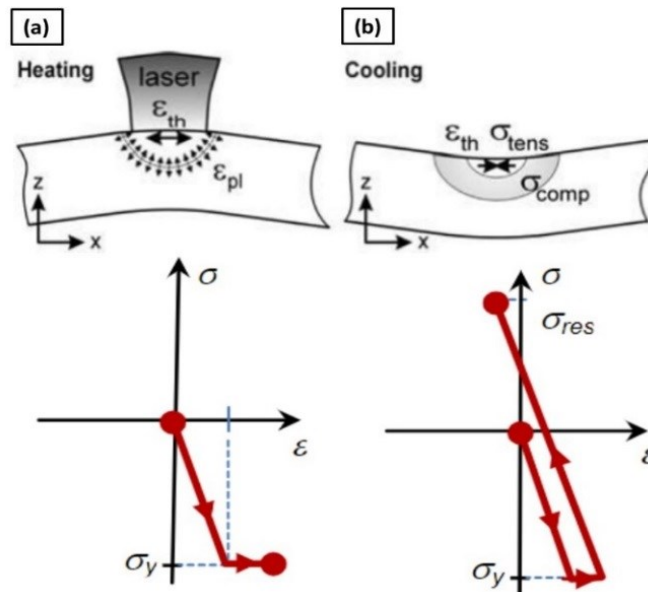 (a)
Heating
laser
ε_th
ε_pl
z
x
σ
ε
σ_y
(b)
Cooling
ε_th σ_tens
σ_comp
z
x
σ
σ_res
ε
σ_y